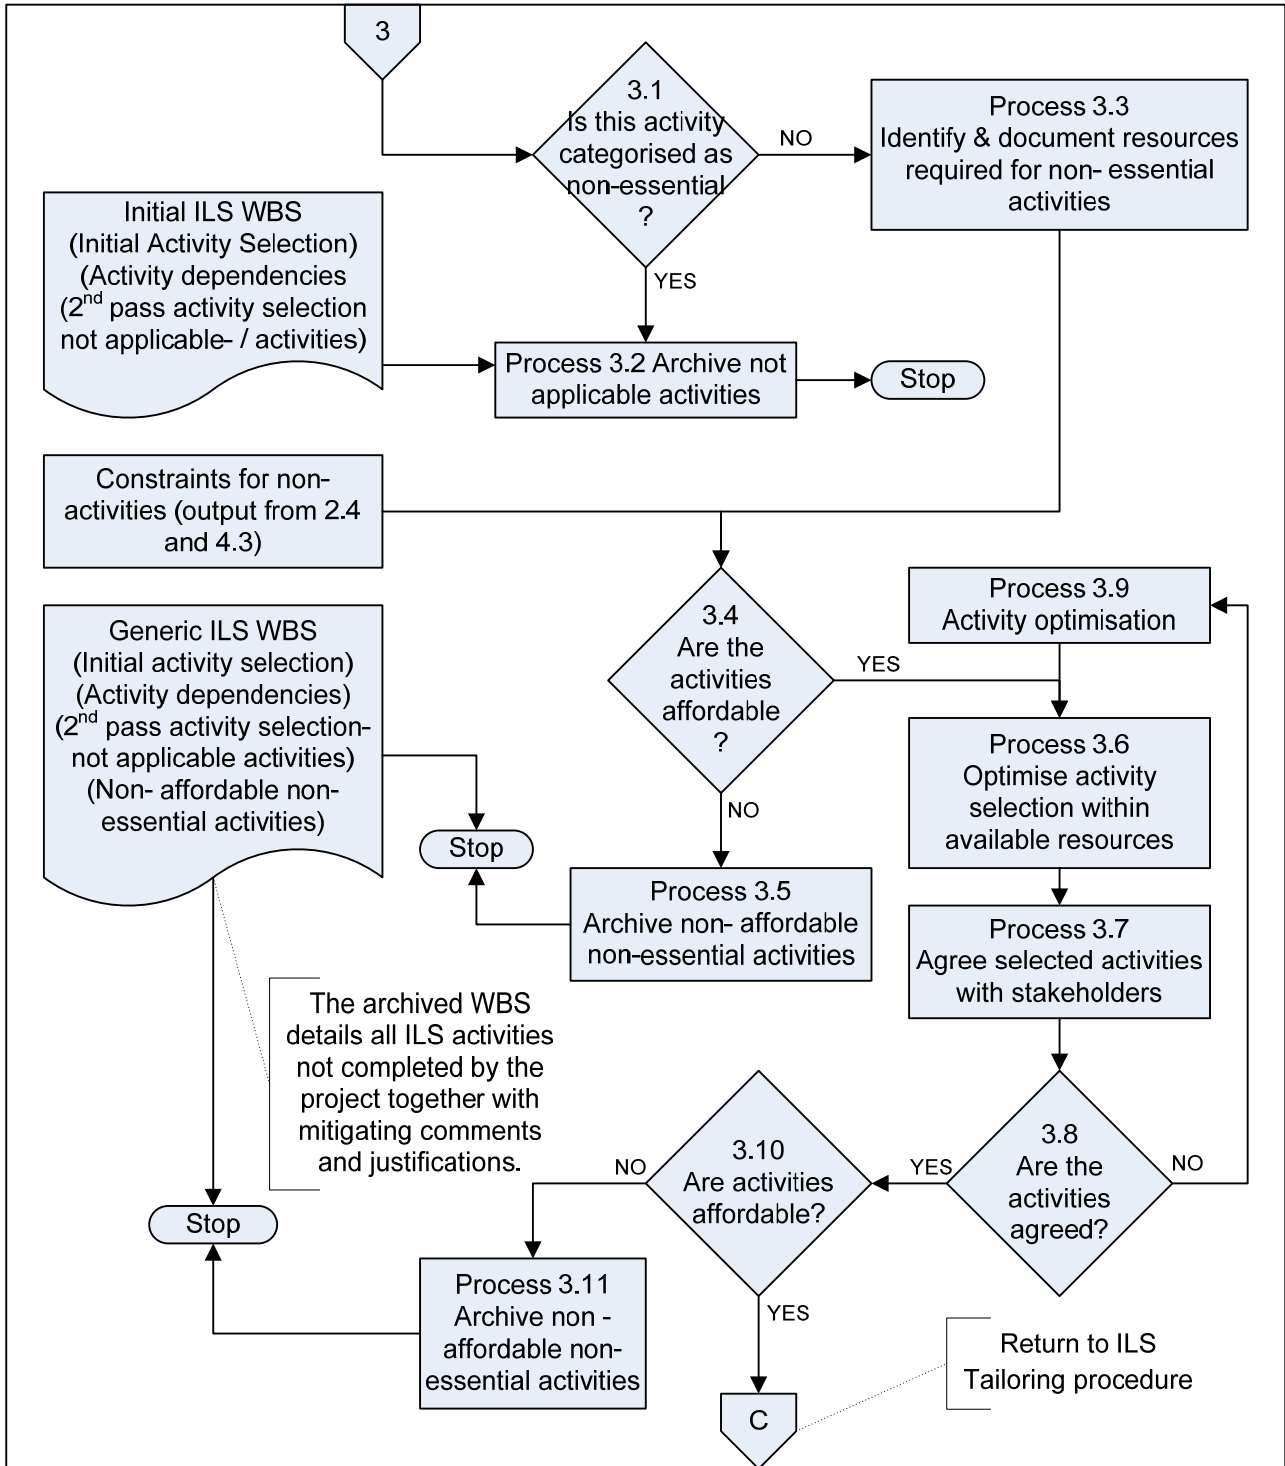 3
3.1
Is this activity
categorised as
non-essential
?
NO
YES
Process 3.3
Identify & document resources
required for non- essential
activities
Initial ILS WBS
(Initial Activity Selection)
(Activity dependencies
(2nd pass activity selection
not applicable- / activities)
Process 3.2 Archive not
applicable activities
Stop
Constraints for non-
activities (output from 2.4
and 4.3)
3.4
Are the
activities
affordable
?
YES
NO
Process 3.9
Activity optimisation
Generic ILS WBS
(Initial activity selection)
(Activity dependencies)
(2nd pass activity selection-
not applicable activities)
(Non- affordable non-
essential activities)
Process 3.6
Optimise activity
selection within
available resources
Stop
Process 3.5
Archive non- affordable
non-essential activities
Process 3.7
Agree selected activities
with stakeholders
The archived WBS
details all ILS activities
not completed by the
project together with
mitigating comments
and justifications.
3.8
Are the
activities
agreed?
NO
YES
3.10
Are activities
affordable?
NO
YES
Stop
Process 3.11
Archive non -
affordable non-
essential activities
Return to ILS
Tailoring procedure
C